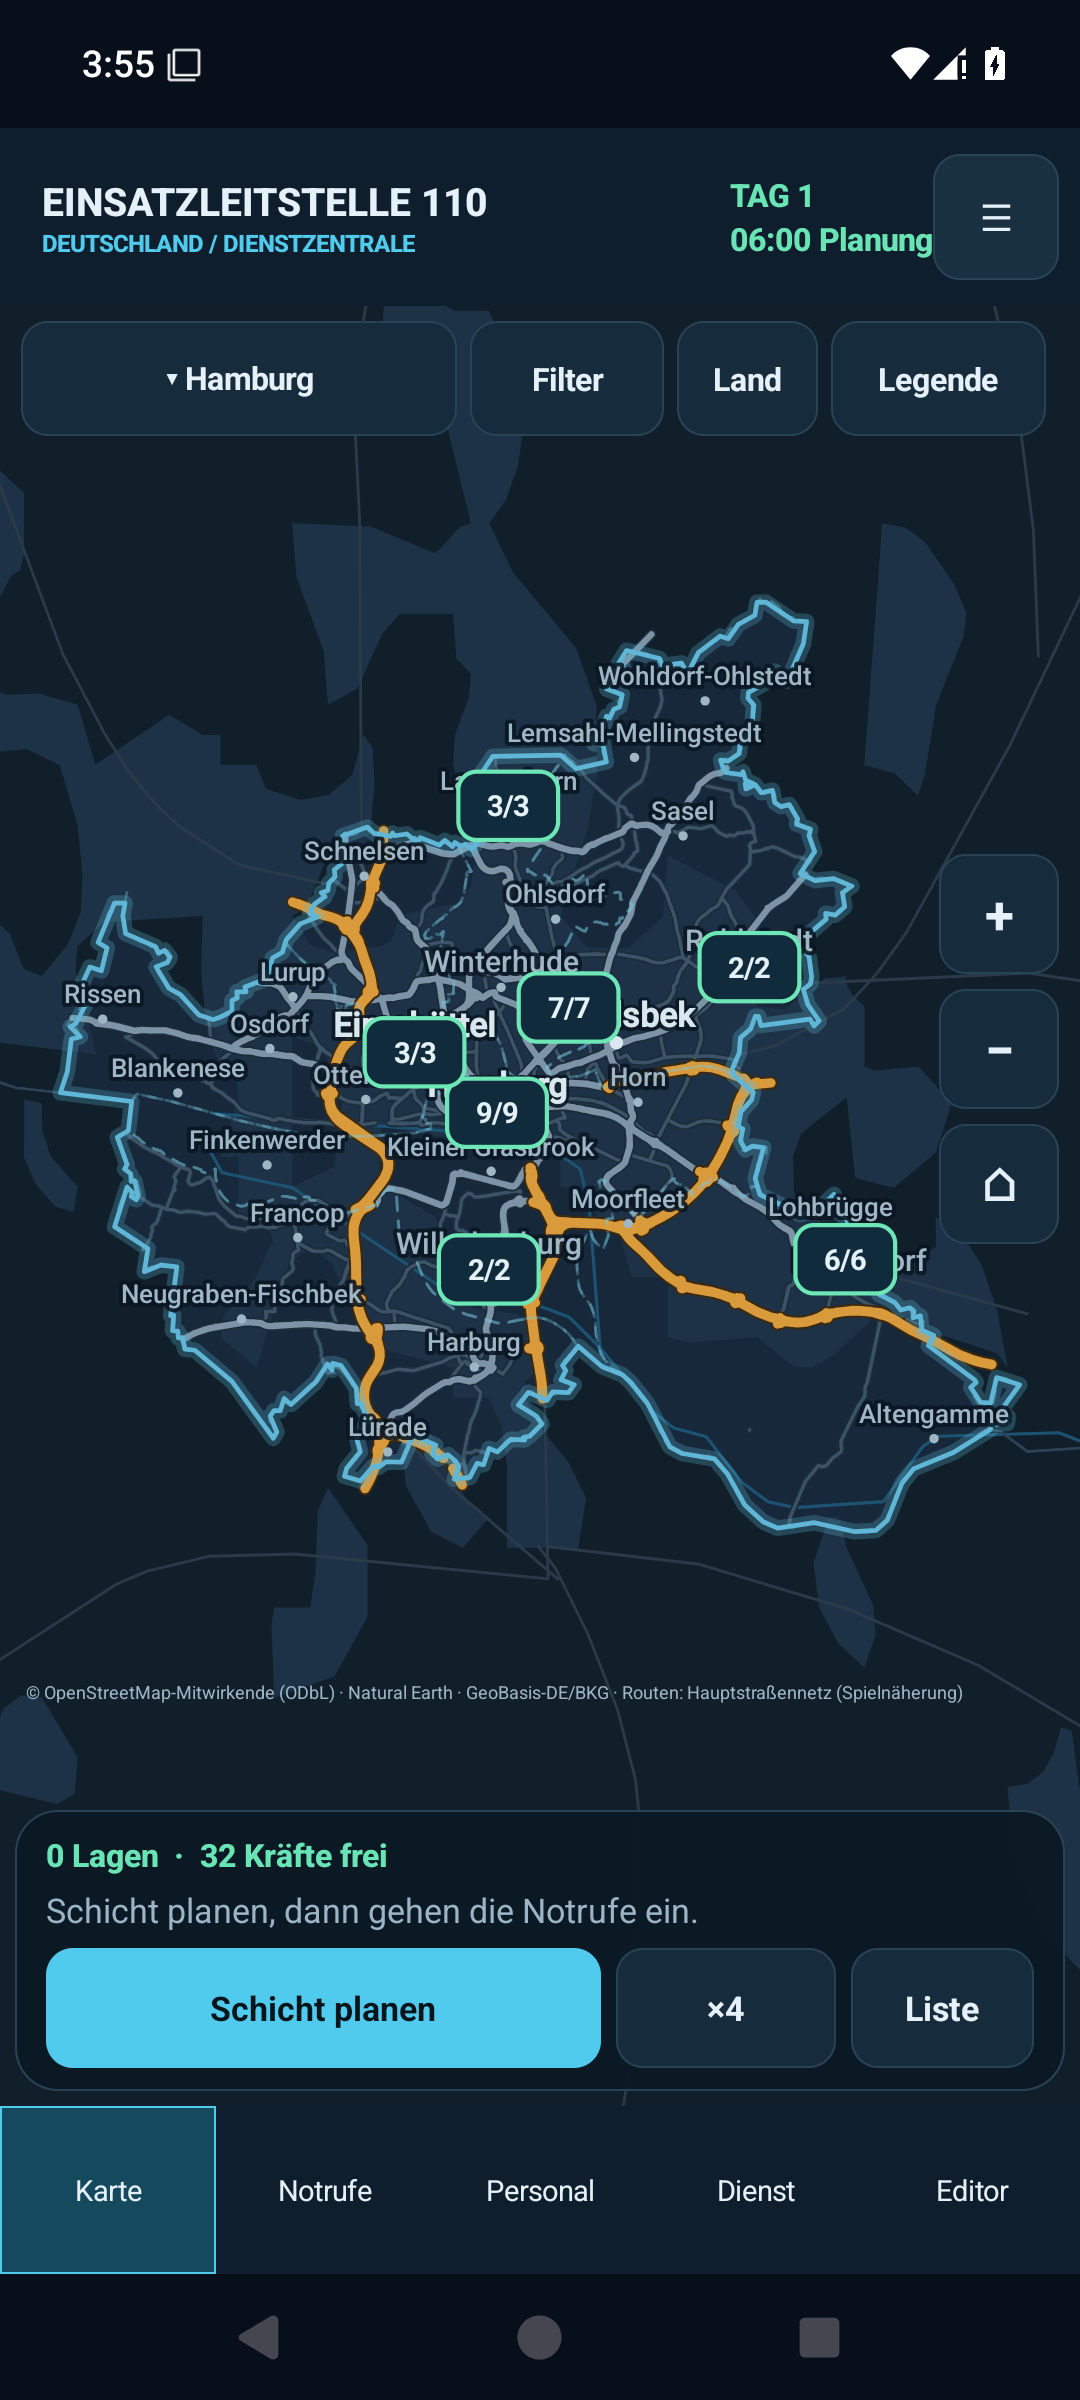 3:55
EINSATZLEITSTELLE 110
DEUTSCHLAND / DIENSTZENTRALE
TAG 1
06:00 Planung
☰
▾ Hamburg
Filter
Land
Legende
Wohldorf-Ohlstedt
Lemsahl-Mellingstedt
3/3
Sasel
Schnelsen
Ohlsdorf
2/2
Winterhude
Lurup
Rissen
7/7
sbek
Osdorf
3/3
Blankenese
Horn
9/9
Finkenwerder
Kleiner Grasbrook
Moorfleet
Francop
Lohbrügge
2/2
6/6
Neugraben-Fischbek
Harburg
Altengamme
Lürade
+
−
© OpenStreetMap-Mitwirkende (ODbL) · Natural Earth · GeoBasis-DE/BKG · Routen: Hauptstraßennetz (Spielnäherung)
0 Lagen · 32 Kräfte frei
Schicht planen, dann gehen die Notrufe ein.
Schicht planen
×4
Liste
Karte
Notrufe
Personal
Dienst
Editor